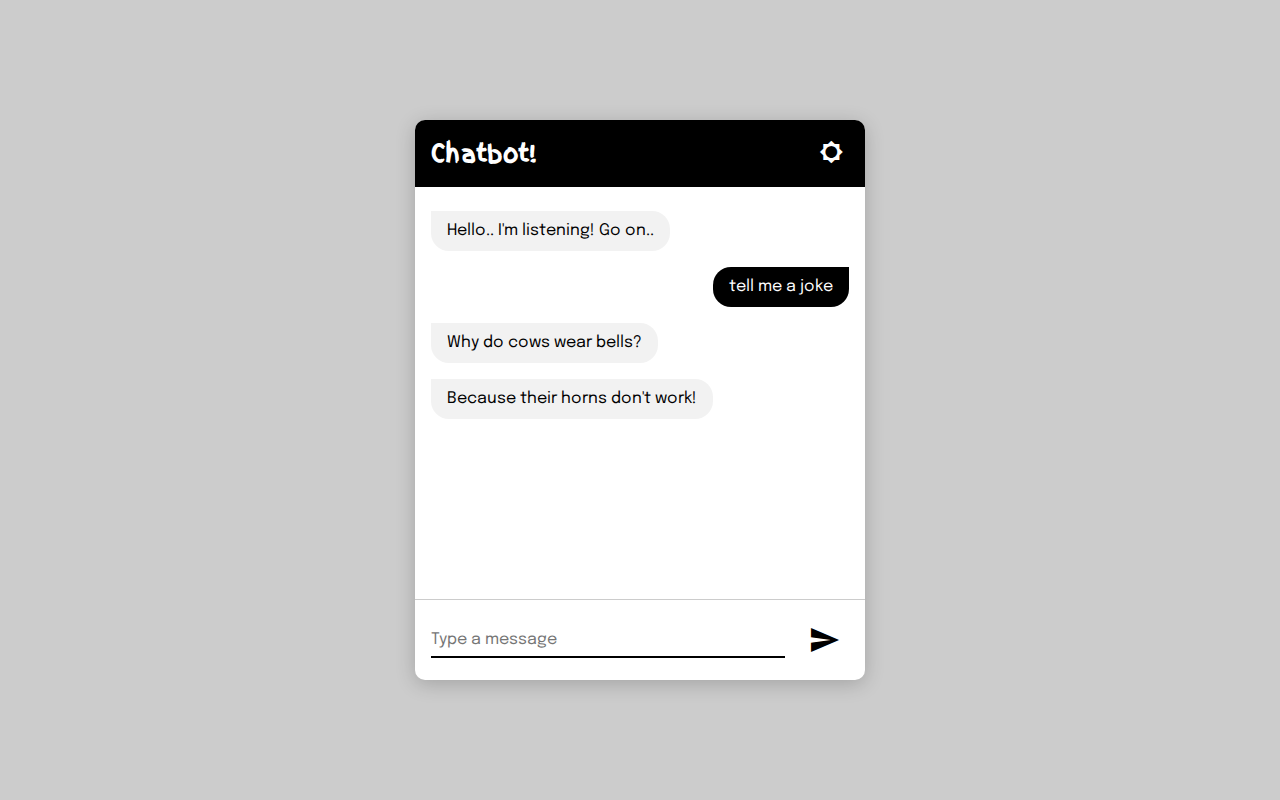 Chatbot!
Hello.. I'm listening! Go on..
tell me a joke
Why do cows wear bells?
Because their horns don't work!
Type a message